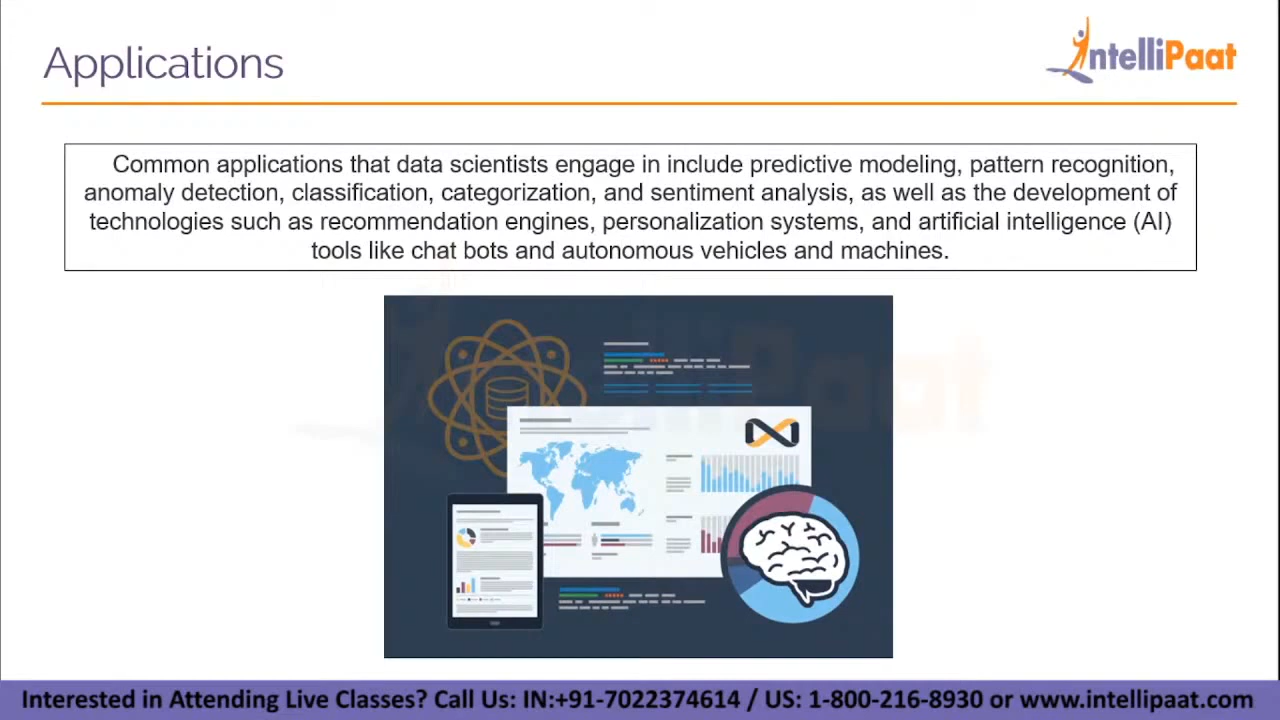 Applications
IntelliPaat
Common applications that data scientists engage in include predictive modeling, pattern recognition,
anomaly detection, classification, categorization, and sentiment analysis, as well as the development of
technologies such as recommendation engines, personalization systems, and artificial intelligence (AI)
tools like chat bots and autonomous vehicles and machines.
Interested in Attending Live Classes? Call Us: IN:+91-7022374614 / US: 1-800-216-8930 or www.intellipaat.com